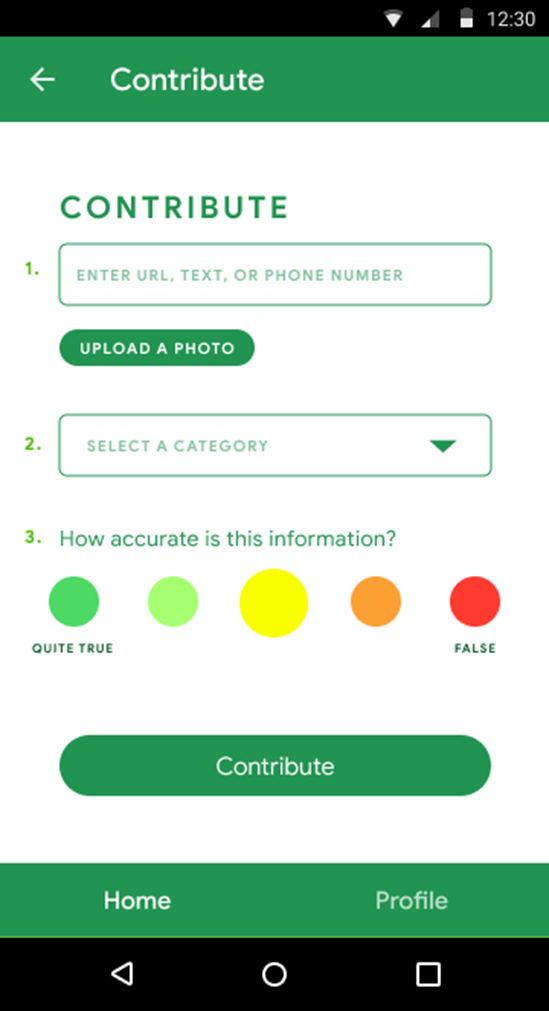 12:30
Contribute
CONTRIBUTE
1.
ENTER URL, TEXT, OR PHONE NUMBER
UPLOAD A PHOTO
2.
SELECT A CATEGORY
3. How accurate is this information?
QUITE TRUE FALSE
Contribute
Home Profile